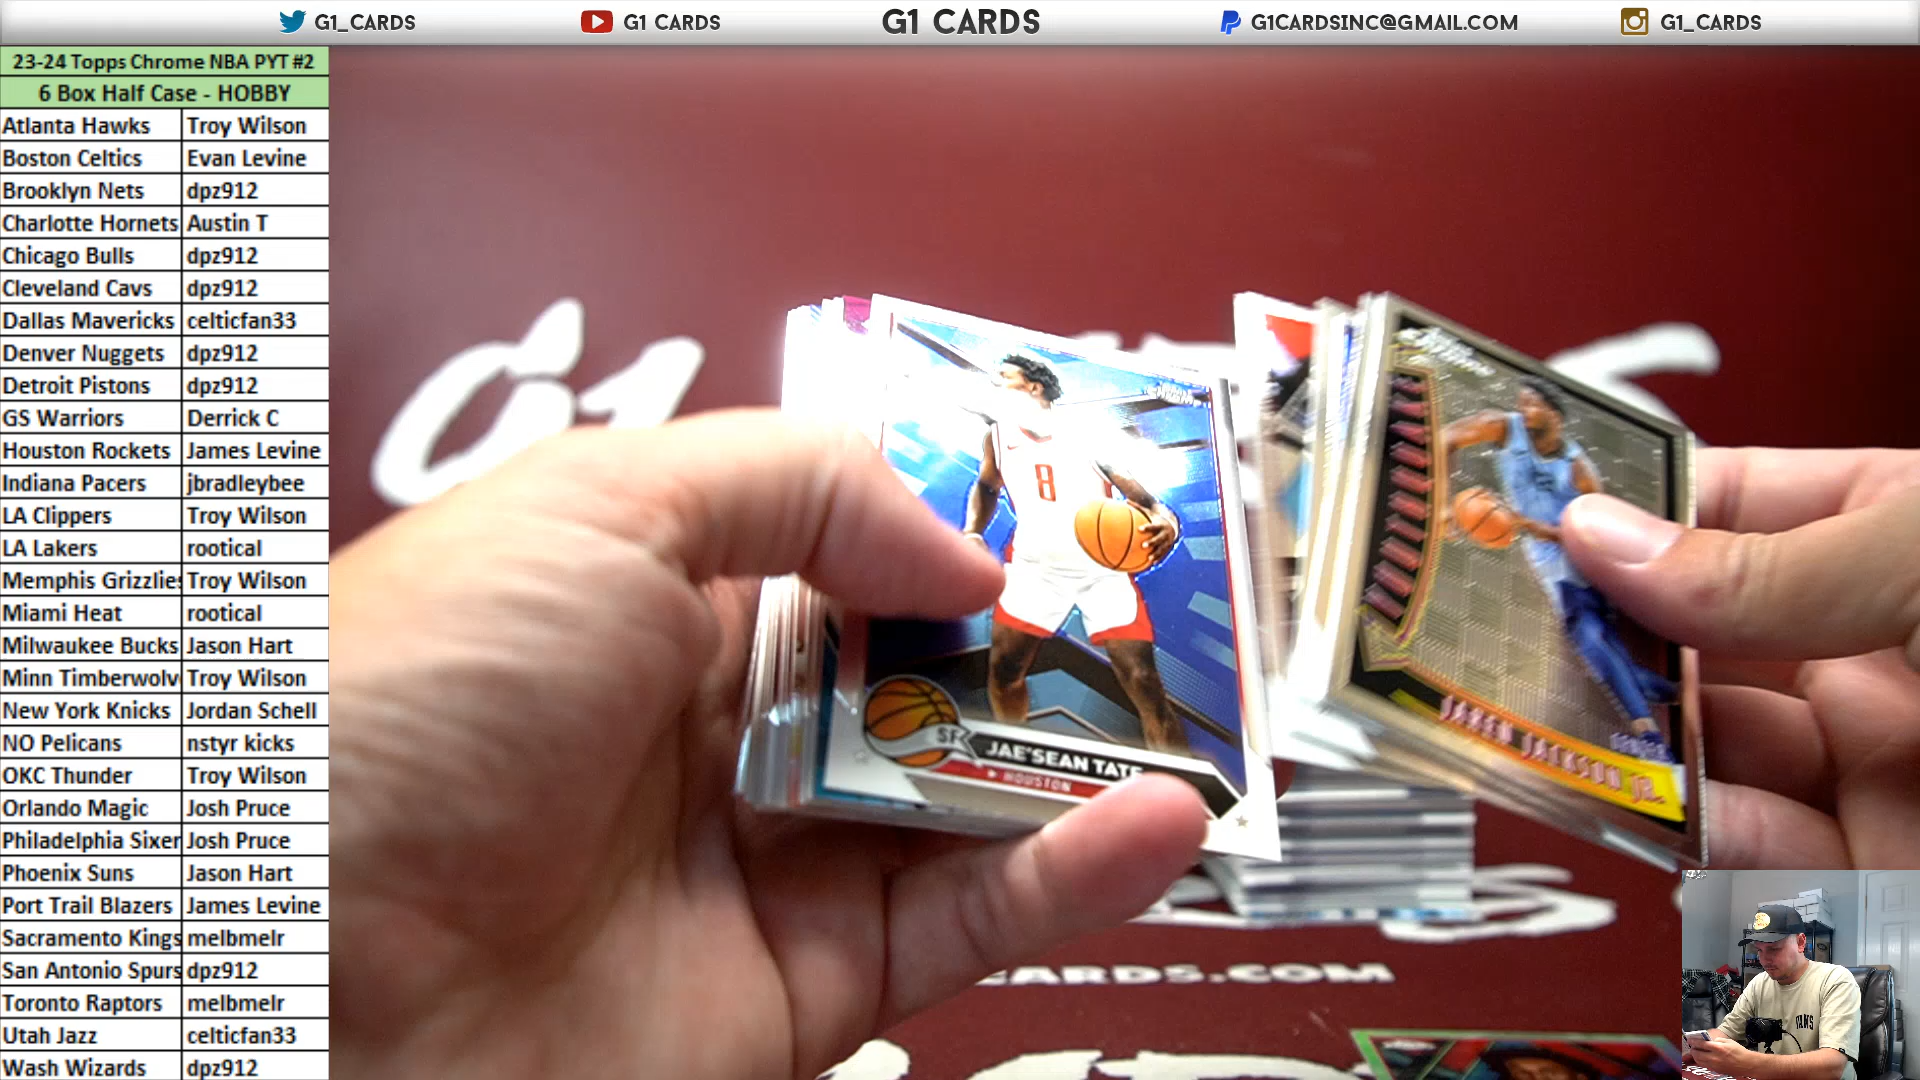 G1_CARDS G1 CARDS G1 CARDS G1CARDSINC@GMAIL.COM G1_CARDS
23-24 Topps Chrome NBA PYT #2
6 Box Half Case - HOBBY
Atlanta Hawks Troy Wilson
Boston Celtics Evan Levine
Brooklyn Nets dpz912
Charlotte Hornets Austin T
Chicago Bulls dpz912
Cleveland Cavs dpz912
Dallas Mavericks celticfan33
Denver Nuggets dpz912
Detroit Pistons dpz912
GS Warriors Derrick C
Houston Rockets James Levine
Indiana Pacers jbradleybee
LA Clippers Troy Wilson
LA Lakers rootical
Memphis Grizzlies Troy Wilson
Miami Heat rootical
Milwaukee Bucks Jason Hart
Minn Timberwolv Troy Wilson
New York Knicks Jordan Schell
NO Pelicans nstyr kicks
OKC Thunder Troy Wilson
Orlando Magic Josh Pruce
Philadelphia Sixer Josh Pruce
Phoenix Suns Jason Hart
Port Trail Blazers James Levine
Sacramento Kings melbmelr
San Antonio Spurs dpz912
Toronto Raptors melbmelr
Utah Jazz celticfan33
Wash Wizards dpz912
G1
8
SF
JAE'SEAN TATE
HOUSTON
JAREN JACKSON JR.
CARDS.COM